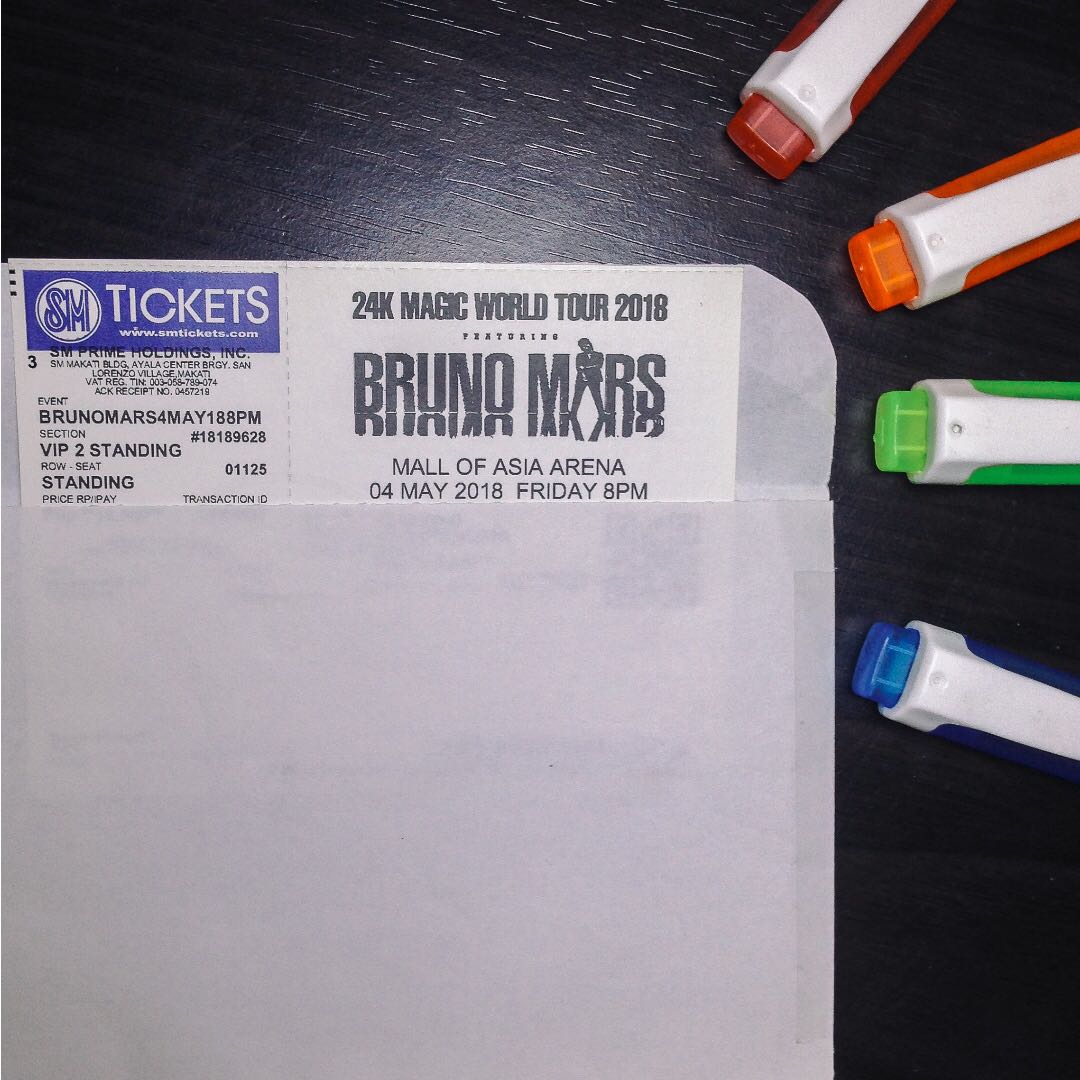 SM TICKETS
www.smtickets.com
3 SM PRIME HOLDINGS, INC.
SM MAKATI BLDG, AYALA CENTER BRGY. SAN
LORENZO VILLAGE,MAKATI
VAT REG. TIN: 003-058-789-074
ACK RECEIPT NO. 0457219
EVENT
BRUNOMARS4MAY188PM
SECTION #18189628
VIP 2 STANDING
ROW - SEAT 01125
STANDING
PRICE RP/IPAY TRANSACTION ID
24K MAGIC WORLD TOUR 2018
FEATURING
BRUNO MARS
MALL OF ASIA ARENA
04 MAY 2018 FRIDAY 8PM